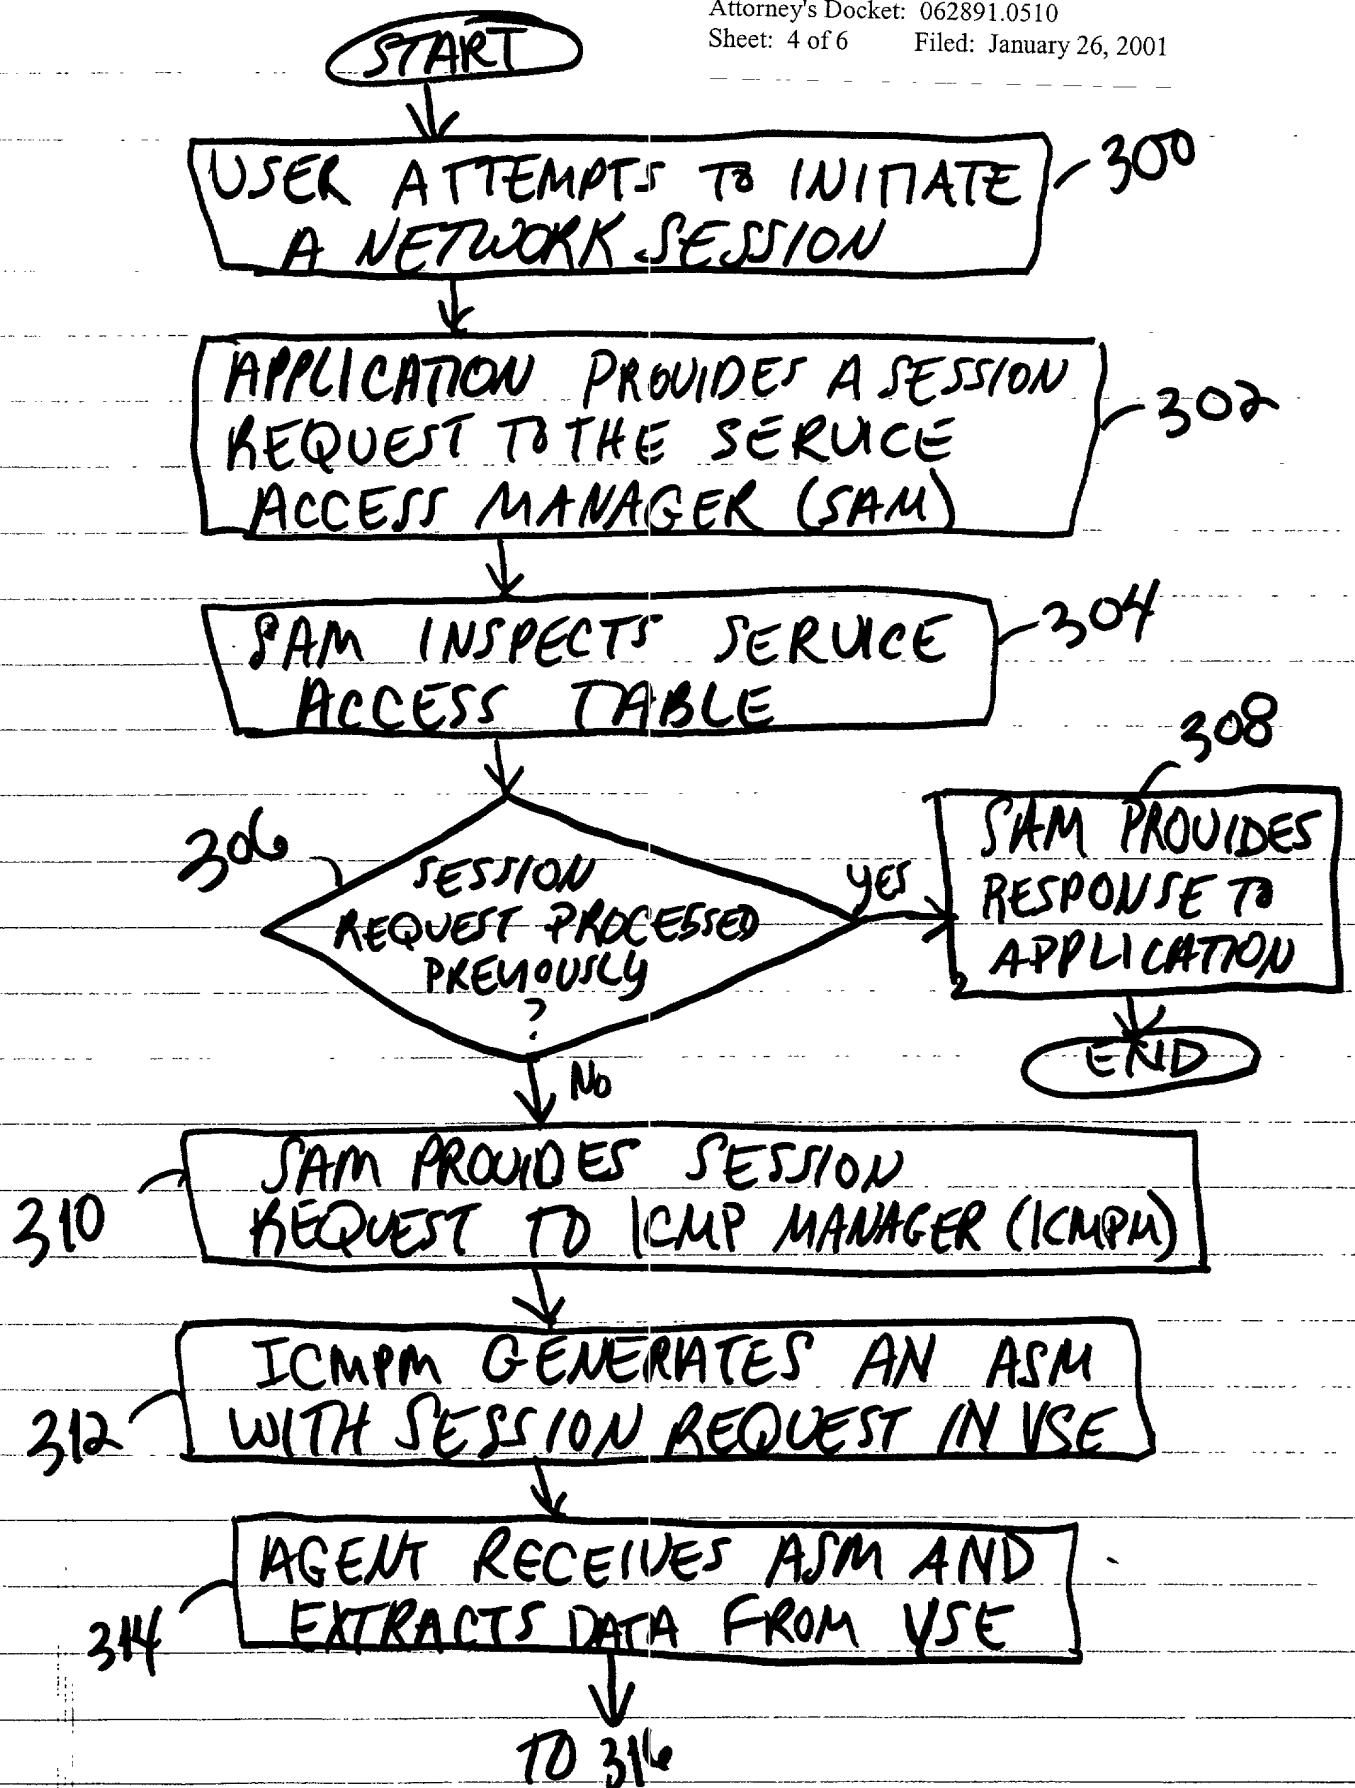 Attorney's Docket: 062891.0510
Sheet: 4 of 6 Filed: January 26, 2001
START
USER ATTEMPTS TO INITIATE
A NETWORK SESSION
300
APPLICATION PROVIDES A SESSION
REQUEST TO THE SERVICE
ACCESS MANAGER (SAM)
302
SAM INSPECTS SERVICE
ACCESS TABLE
304
306
SESSION
REQUEST PROCESSED
PREVIOUSLY
?
YES
308
SAM PROVIDES
RESPONSE TO
APPLICATION
END
NO
310
SAM PROVIDES SESSION
REQUEST TO ICMP MANAGER (ICMPM)
312
ICMPM GENERATES AN ASM
WITH SESSION REQUEST IN VSE
314
AGENT RECEIVES ASM AND
EXTRACTS DATA FROM VSE
TO 316